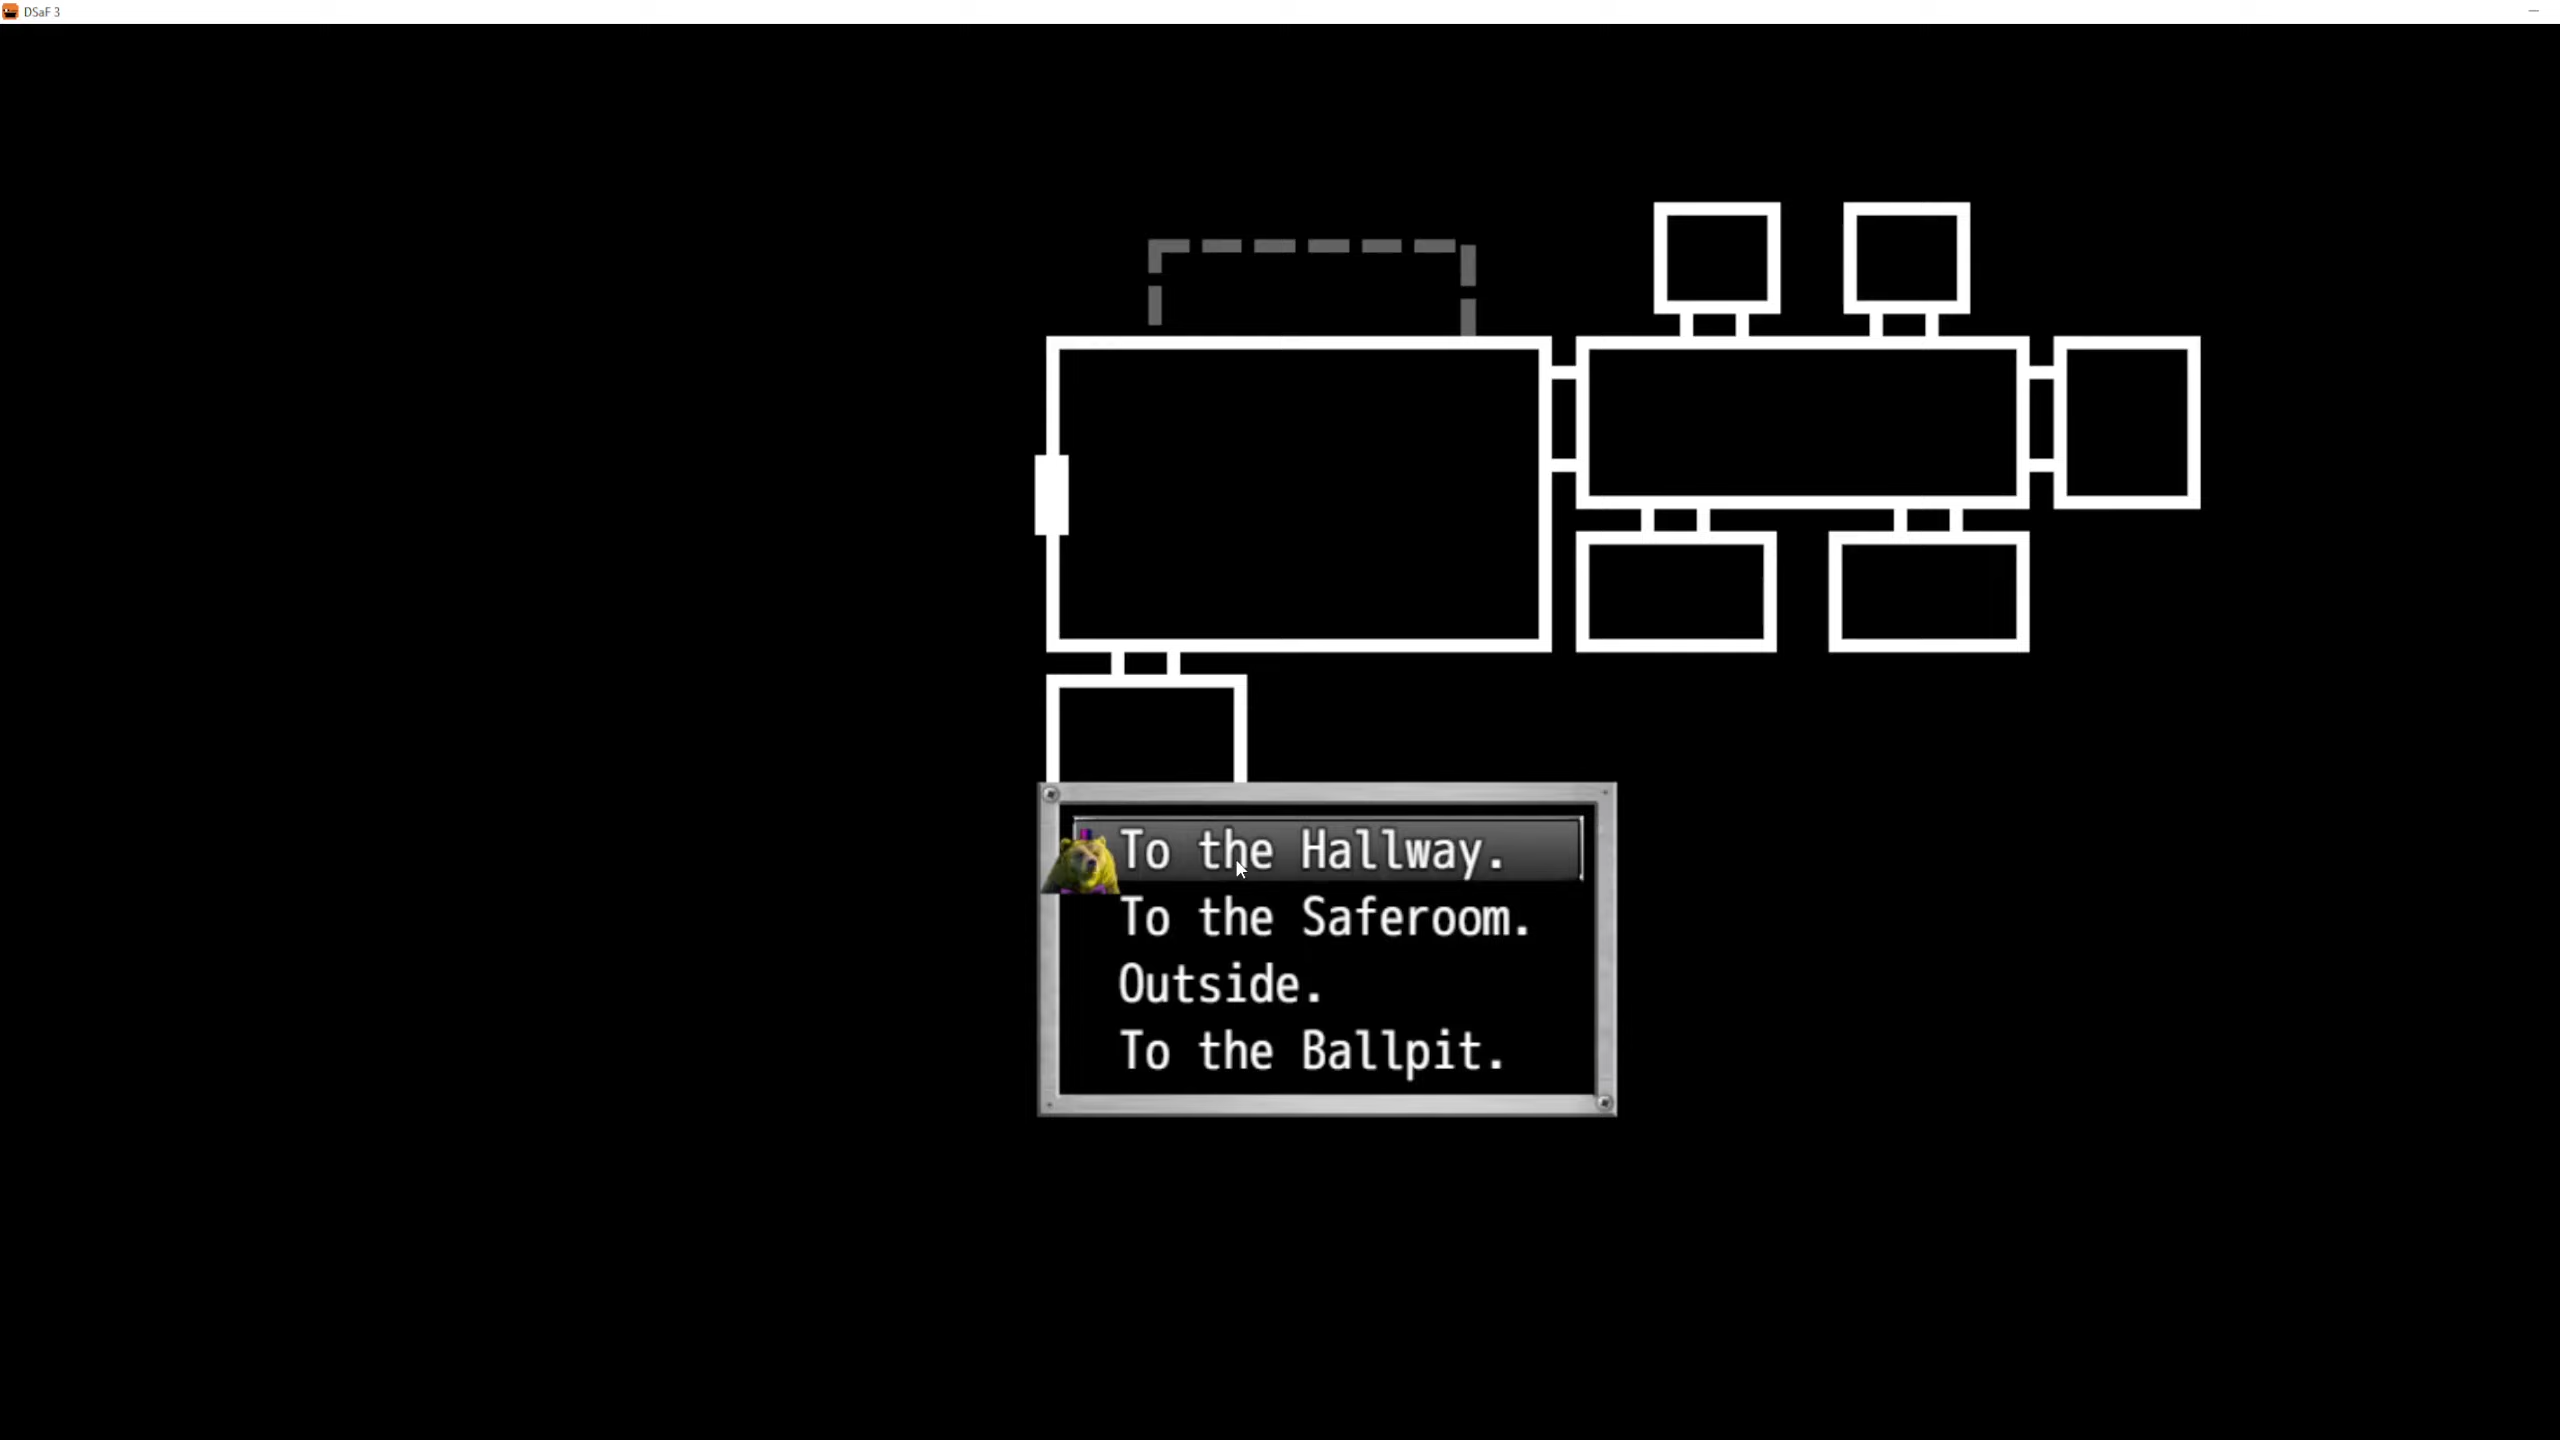 DSaF 3
To the Hallway.
To the Saferoom.
Outside.
To the Ballpit.